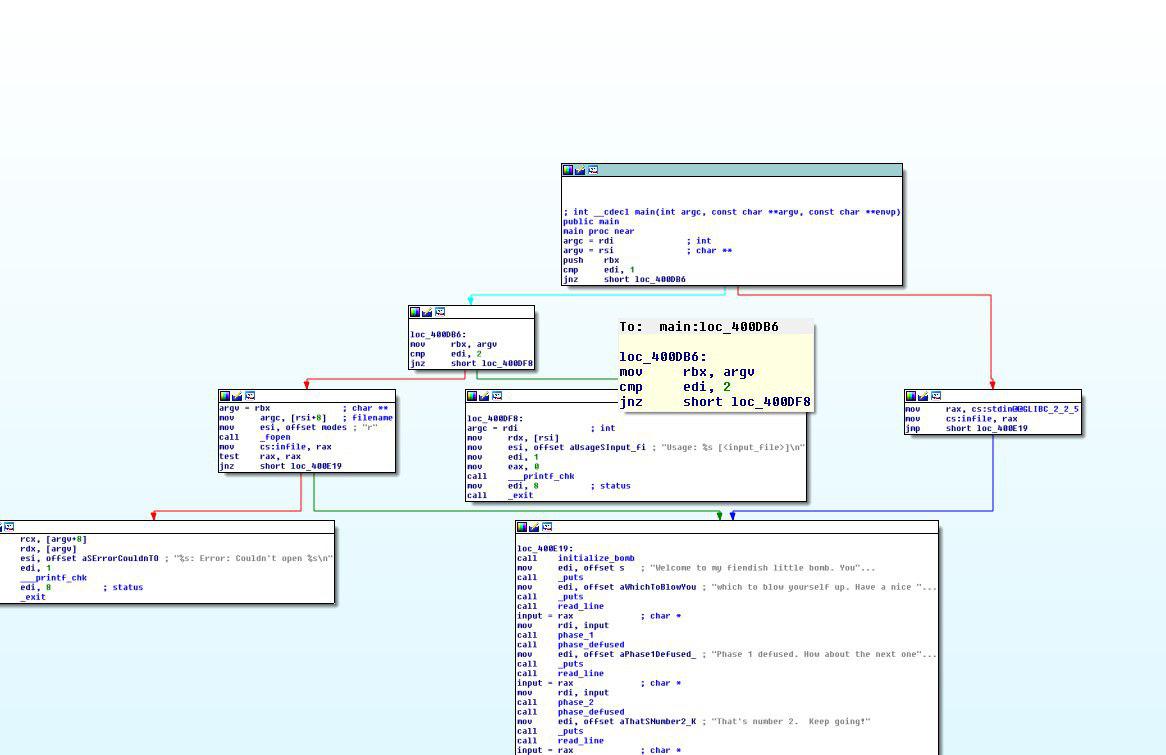 ; int __cdecl main(int argc, const char **argv, const char **envp)
public main
main proc near
argc = rdi ; int
argv = rsi ; char **
push rbx
cmp edi, 1
jnz short loc_400DB6
loc_400DB6:
mov rbx, argv
cmp edi, 2
jnz short loc_400DF8
To: main:loc_400DB6
loc_400DB6:
mov rbx, argv
cmp edi, 2
jnz short loc_400DF8
argv = rbx ; char **
mov argc, [rsi+8] ; filename
mov esi, offset modes ; "r"
call _fopen
mov cs:infile, rax
test rax, rax
jnz short loc_400E19
loc_400DF8:
argc = rdi ; int
mov rdx, [rsi]
mov esi, offset aUsageSInput_fi ; "Usage: %s [<input_file>]\n"
mov edi, 1
mov eax, 0
call ___printf_chk
mov edi, 8 ; status
call _exit
mov rax, cs:stdin@@GLIBC_2_2_5
mov cs:infile, rax
jmp short loc_400E19
rcx, [argv+8]
rdx, [argv]
esi, offset aSErrorCouldnTO ; "%s: Error: Couldn't open %s\n"
edi, 1
___printf_chk
edi, 8 ; status
_exit
loc_400E19:
call initialize_bomb
mov edi, offset s ; "Welcome to my fiendish little bomb. You"...
call _puts
mov edi, offset aWhichToBlowYou ; "which to blow yourself up. Have a nice "...
call _puts
call read_line
input = rax ; char *
mov rdi, input
call phase_1
call phase_defused
mov edi, offset aPhase1Defused_ ; "Phase 1 defused. How about the next one"...
call _puts
call read_line
input = rax ; char *
mov rdi, input
call phase_2
call phase_defused
mov edi, offset aThatSNumber2_K ; "That's number 2.  Keep going!"
call _puts
call read_line
input = rax ; char *